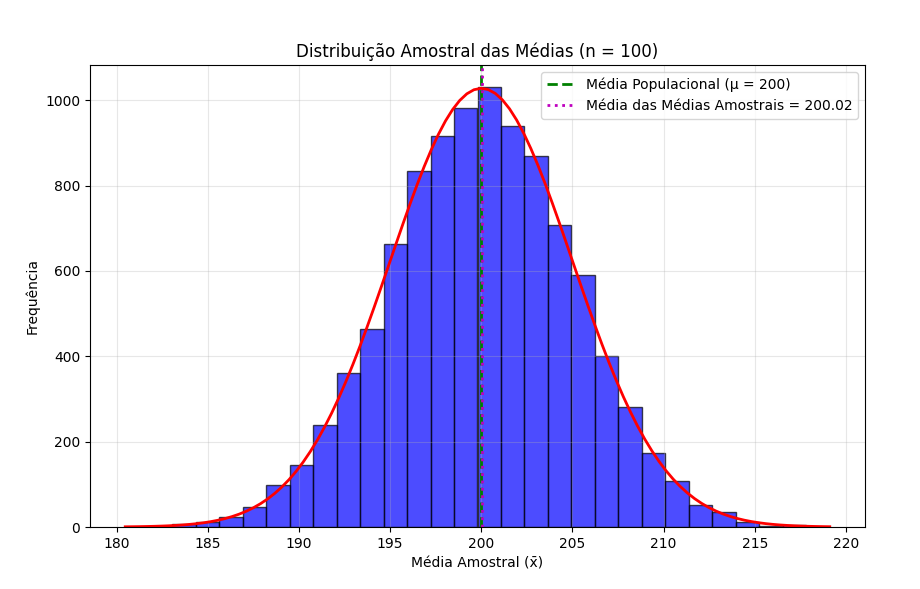 Distribuição Amostral das Médias (n = 100)
Média Populacional (μ = 200)
Média das Médias Amostrais = 200.02
Frequência
1000
800
600
400
200
0
180 185 190 195 200 205 210 215 220
Média Amostral (x̄)